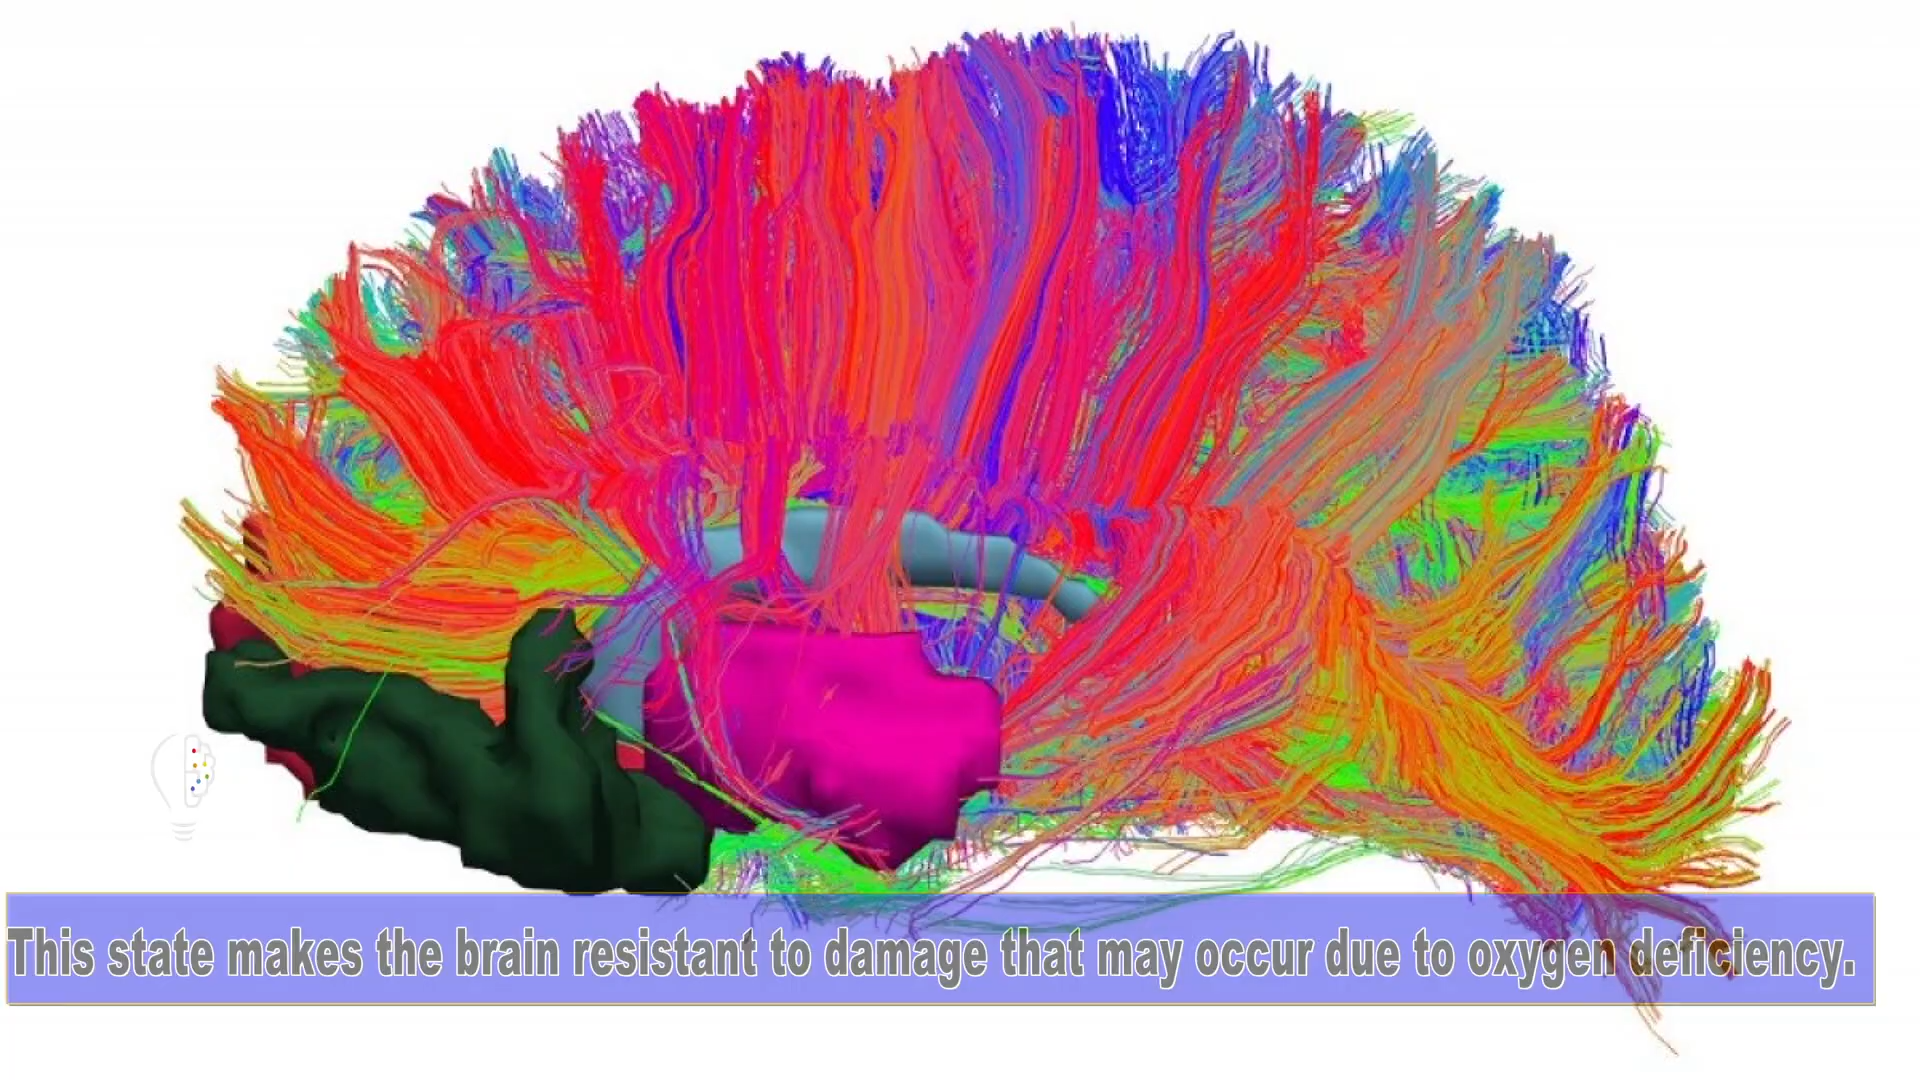 This state makes the brain resistant to damage that may occur due to oxygen deficiency.